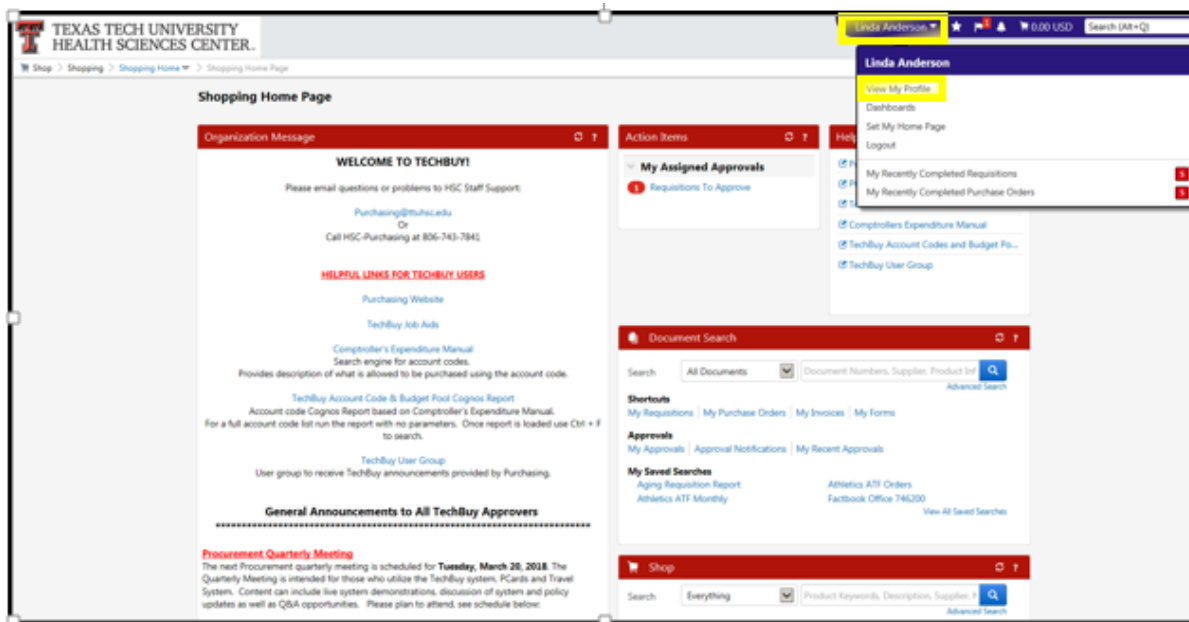 TEXAS TECH UNIVERSITY
HEALTH SCIENCES CENTER.
Linda Anderson
1
0.00 USD
Search (Alt+Q)
Shop > Shopping > Shopping Home > Shopping Home Page
Linda Anderson
View My Profile
Dashboards
Set My Home Page
Logout
My Recently Completed Requisitions 5
My Recently Completed Purchase Orders 5
Shopping Home Page
Organization Message ?
WELCOME TO TECHBUY!
Please email questions or problems to HSC Staff Support:
Purchasing@ttuhsc.edu
Or
Call HSC-Purchasing at 806-743-7841
HELPFUL LINKS FOR TECHBUY USERS
Purchasing Website
TechBuy Job Aids
Comptroller's Expenditure Manual
Search engine for account codes.
Provides description of what is allowed to be purchased using the account code.
TechBuy Account Code & Budget Pool Cognos Report
Account code Cognos Report based on Comptroller's Expenditure Manual.
For a full account code list run the report with no parameters. Once report is loaded use Ctrl + F
to search.
TechBuy User Group
User group to receive TechBuy announcements provided by Purchasing.
General Announcements to All TechBuy Approvers
Procurement Quarterly Meeting
The next Procurement quarterly meeting is scheduled for Tuesday, March 20, 2018. The
Quarterly Meeting is intended for those who utilize the TechBuy system, PCards and Travel
System. Content can include live system demonstrations, discussion of system and policy
updates as well as Q&A opportunities. Please plan to attend, see schedule below:
Action Items ?
My Assigned Approvals
1 Requisitions To Approve
Comptrollers Expenditure Manual
TechBuy Account Codes and Budget Po...
TechBuy User Group
Document Search ?
Search All Documents Document Numbers, Supplier, Product Inf
Advanced Search
Shortcuts
My Requisitions | My Purchase Orders | My Invoices | My Forms
Approvals
My Approvals | Approval Notifications | My Recent Approvals
My Saved Searches
Aging Requisition Report Athletics ATF Orders
Athletics ATF Monthly Factbook Office 746200
View All Saved Searches
Shop ?
Search Everything Product Keywords, Description, Supplier,
Advanced Search